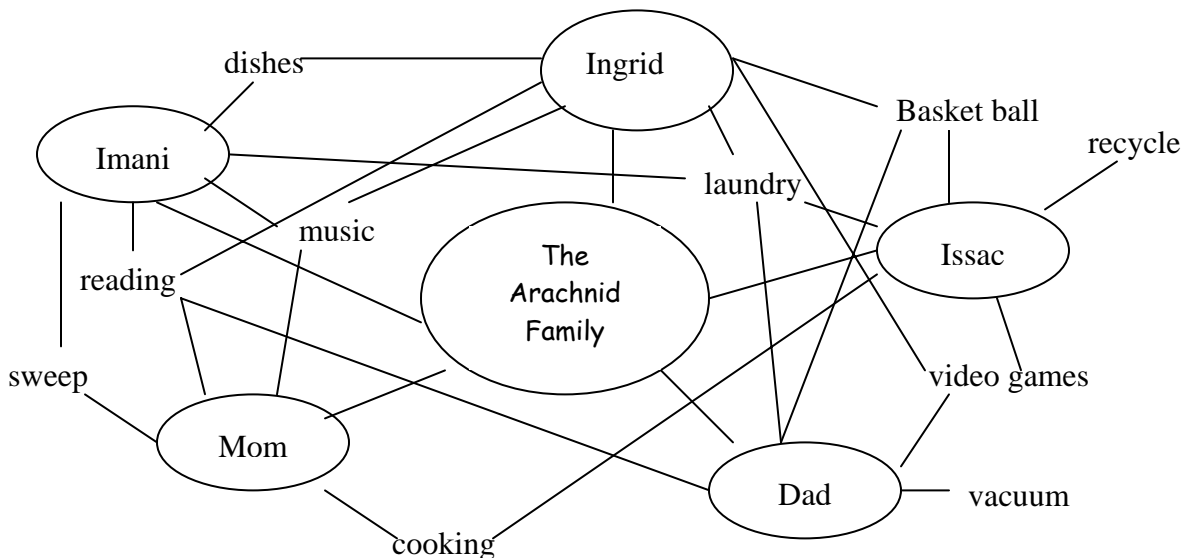 Ingrid
dishes
Basket ball
recycle
Imani
laundry
music
The
Arachnid
Family
Issac
reading
sweep
video games
Mom
Dad
vacuum
cooking